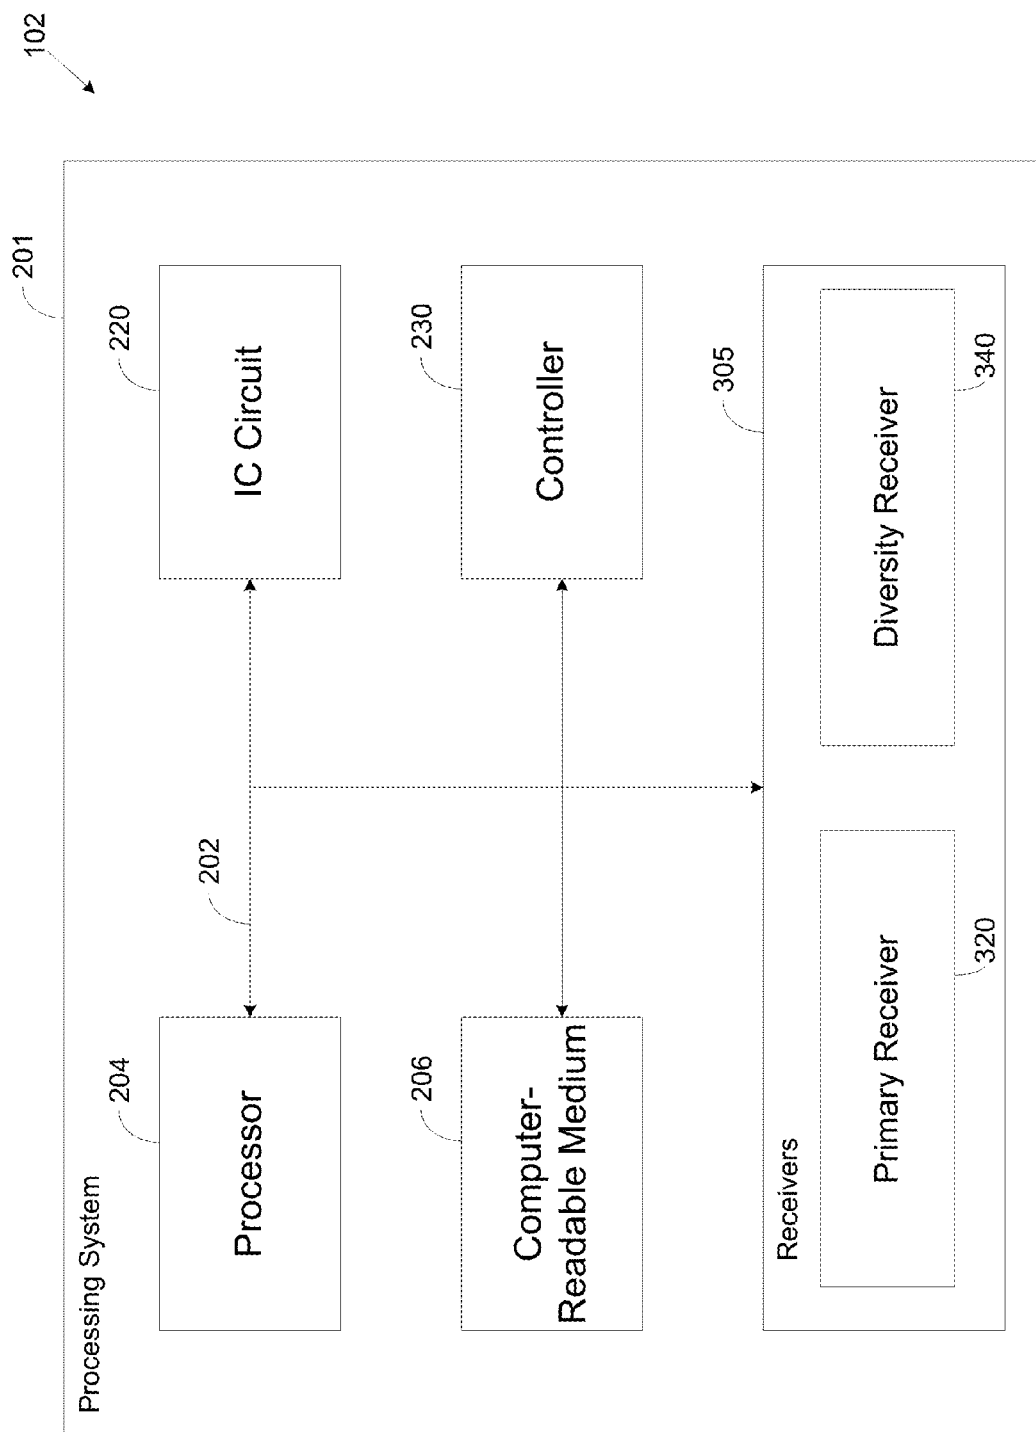 102
201
Processing System
204
Processor
202
220
IC Circuit
206
Computer-
Readable Medium
230
Controller
305
Receivers
Primary Receiver
320
Diversity Receiver
340